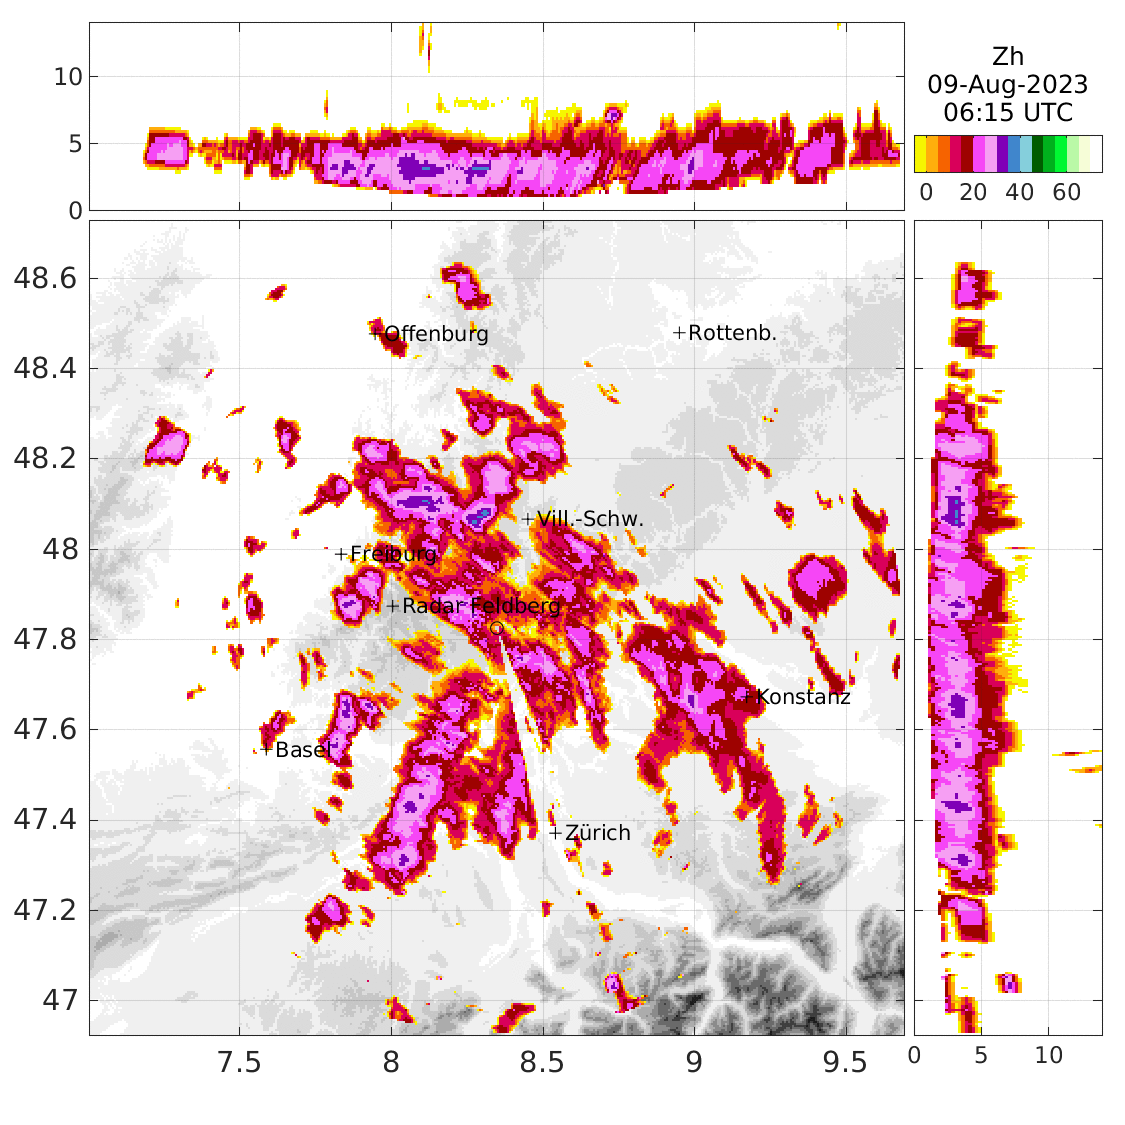 Zh
09-Aug-2023
06:15 UTC
0 20 40 60
10
5
0
48.6
48.4
48.2
48
47.8
47.6
47.4
47.2
47
+Offenburg
+Rottenb.
+Vill.-Schw.
+Freiburg
+Radar Feldberg
+Konstanz
+Basel
+Zürich
7.5 8 8.5 9 9.5
0 5 10